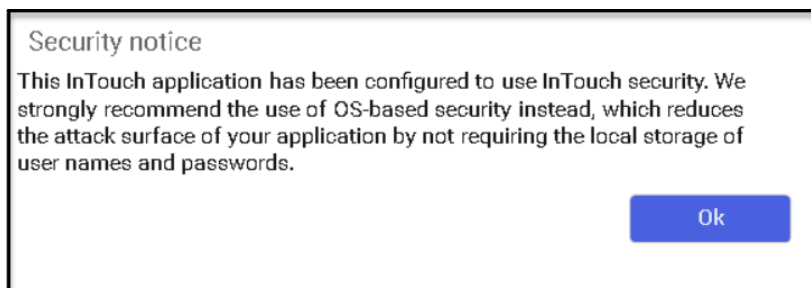 Security notice
This InTouch application has been configured to use InTouch security. We
strongly recommend the use of OS-based security instead, which reduces
the attack surface of your application by not requiring the local storage of
user names and passwords.
Ok